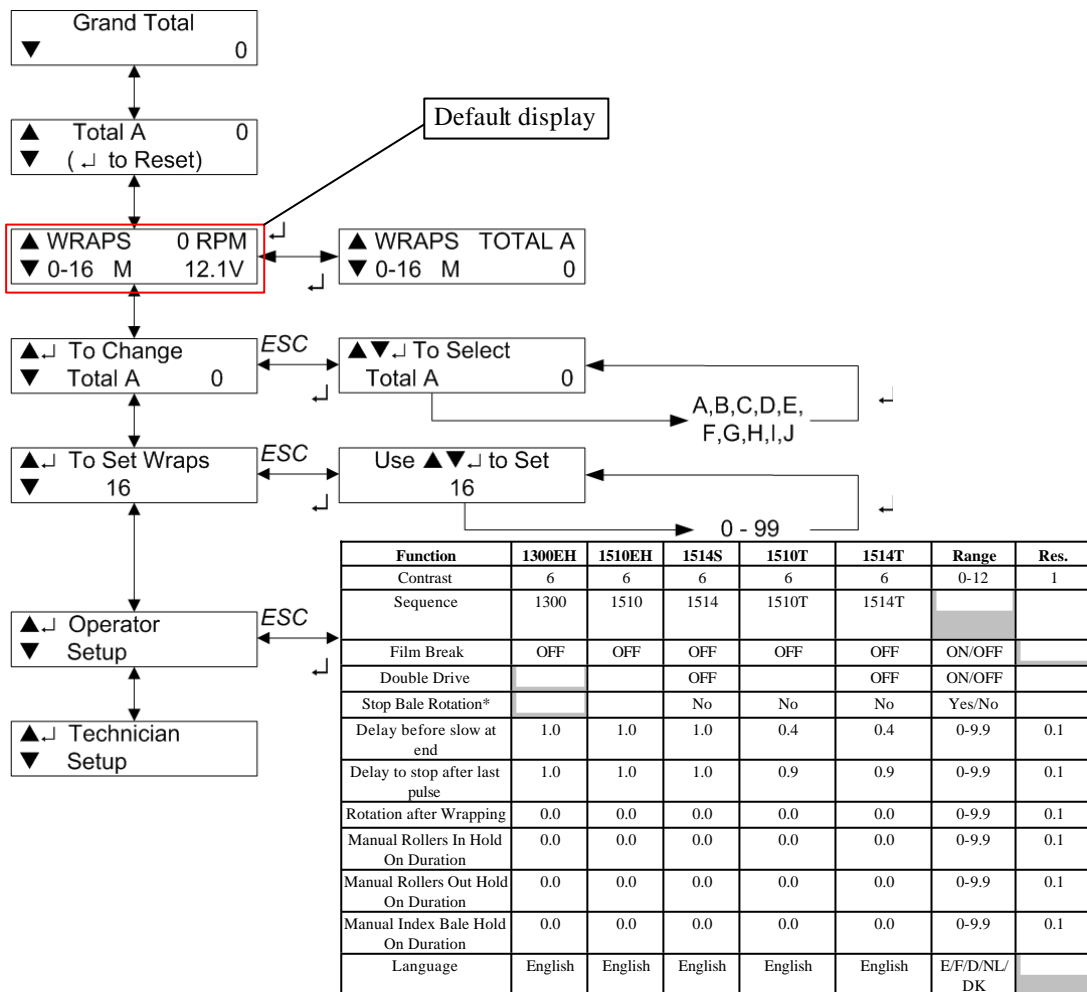 Grand Total
▼ 0
▲ Total A 0
▼ ( ↵ to Reset)
Default display
▲ WRAPS 0 RPM
▼ 0-16 M 12.1V
↵
↵
▲ WRAPS TOTAL A
▼ 0-16 M 0
▲↵ To Change
▼ Total A 0
ESC
↵
▲▼↵ To Select
Total A 0
A,B,C,D,E,
F,G,H,I,J
↵
▲↵ To Set Wraps
▼ 16
ESC
↵
Use ▲▼↵ to Set
16
0 - 99
↵
▲↵ Operator
▼ Setup
ESC
↵
▲↵ Technician
▼ Setup
Function 1300EH 1510EH 1514S 1510T 1514T Range Res.
Contrast 6 6 6 6 6 0-12 1
Sequence 1300 1510 1514 1510T 1514T
Film Break OFF OFF OFF OFF OFF ON/OFF
Double Drive OFF OFF ON/OFF
Stop Bale Rotation* No No No Yes/No
Delay before slow at 1.0 1.0 1.0 0.4 0.4 0-9.9 0.1
end
Delay to stop after last 1.0 1.0 1.0 0.9 0.9 0-9.9 0.1
pulse
Rotation after Wrapping 0.0 0.0 0.0 0.0 0.0 0-9.9 0.1
Manual Rollers In Hold 0.0 0.0 0.0 0.0 0.0 0-9.9 0.1
On Duration
Manual Rollers Out Hold 0.0 0.0 0.0 0.0 0.0 0-9.9 0.1
On Duration
Manual Index Bale Hold 0.0 0.0 0.0 0.0 0.0 0-9.9 0.1
On Duration
Language English English English English English E/F/D/NL/
DK